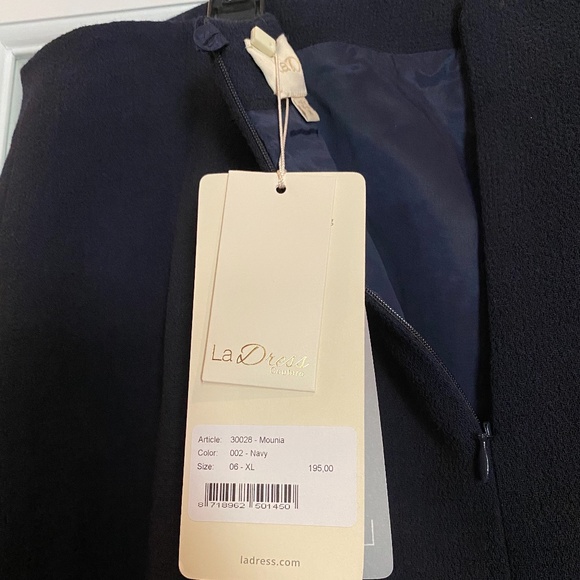 La Dress
Couture
Article: 30028 - Mounia
Color: 002 - Navy
Size: 06 - XL 195,00
8 718962 501450
ladress.com